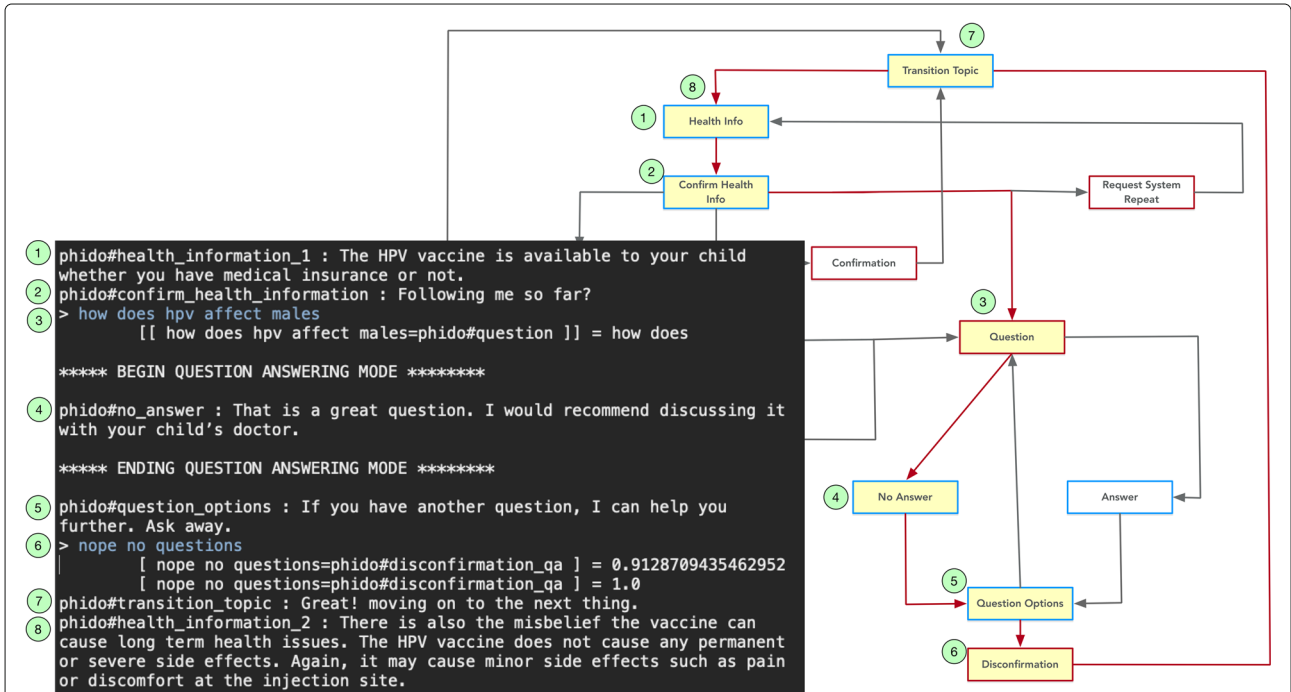 7
Transition Topic
8
1
Health Info
2
Confirm Health
Info
Request System
Repeat
Confirmation
3
Question
4
No Answer
Answer
5
Question Options
6
Disconfirmation
1
phido#health_information_1 : The HPV vaccine is available to your child
whether you have medical insurance or not.
2
phido#confirm_health_information : Following me so far?
3
> how does hpv affect males
[[ how does hpv affect males=phido#question ]] = how does
***** BEGIN QUESTION ANSWERING MODE ********
4
phido#no_answer : That is a great question. I would recommend discussing it
with your child's doctor.
***** ENDING QUESTION ANSWERING MODE ********
5
phido#question_options : If you have another question, I can help you
further. Ask away.
6
> nope no questions
[ nope no questions=phido#disconfirmation_qa ] = 0.9128709435462952
[ nope no questions=phido#disconfirmation_qa ] = 1.0
7
phido#transition_topic : Great! moving on to the next thing.
8
phido#health_information_2 : There is also the misbelief the vaccine can
cause long term health issues. The HPV vaccine does not cause any permanent
or severe side effects. Again, it may cause minor side effects such as pain
or discomfort at the injection site.